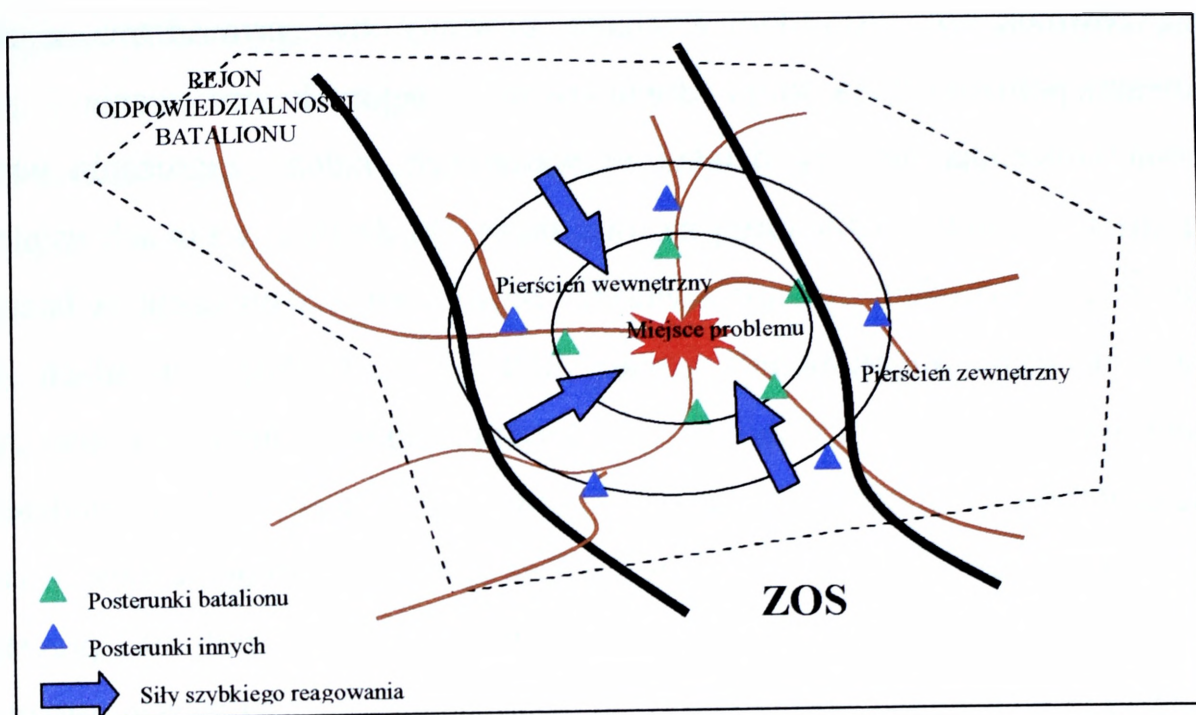 REJON
ODPOWIEDZIALNOŚCI
BATALIONU
Pierścień wewnętrzny
Miejsce problemu
Pierścień zewnętrzny
ZOS
Posterunki batalionu
Posterunki innych
Siły szybkiego reagowania